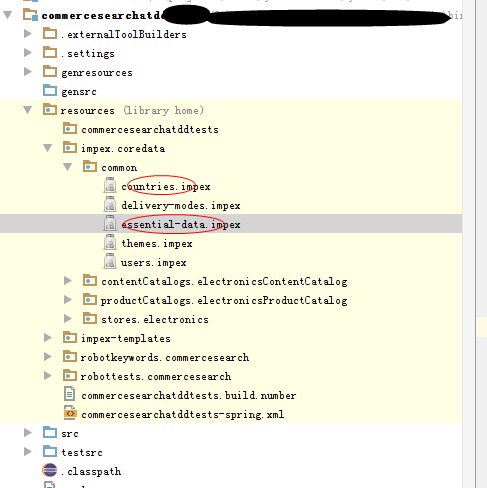 commercesearchatd
.externalToolBuilders
.settings
genresources
gensrc
resources (library home)
commercesearchatddtests
impex.coredata
common
countries.impex
delivery-modes.impex
essential-data.impex
themes.impex
users.impex
contentCatalogs.electronicsContentCatalog
productCatalogs.electronicsProductCatalog
stores.electronics
impex-templates
robotkeywords.commercesearch
robottests.commercesearch
commercesearchatddtests.build.number
commercesearchatddtests-spring.xml
src
testsrc
.classpath